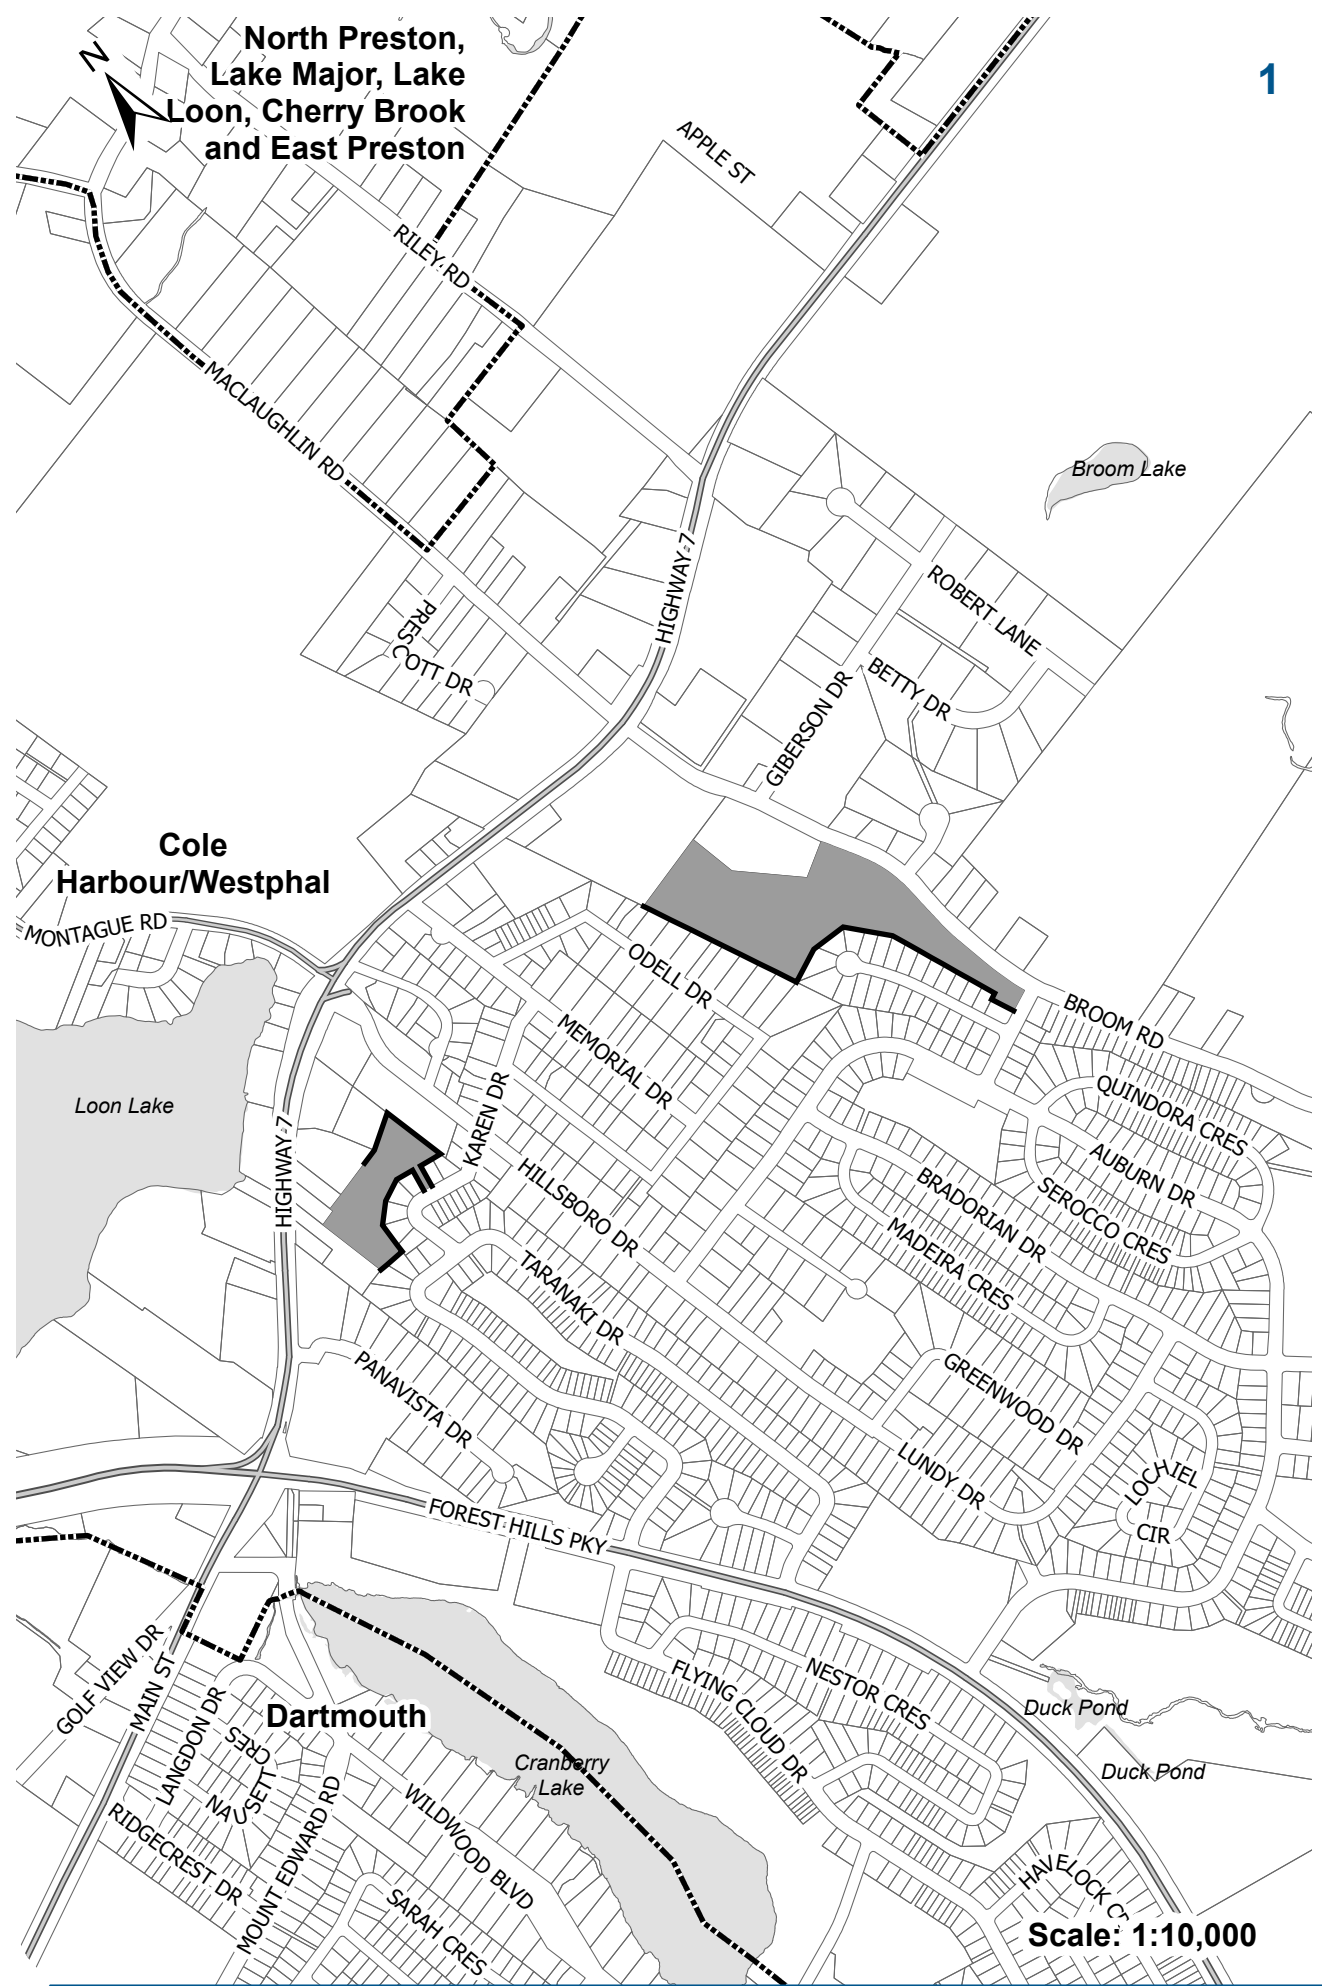 North Preston,
Lake Major, Lake
Loon, Cherry Brook
and East Preston
N
1
APPLE ST
RILEY RD
MACLAUGHLIN RD
Broom Lake
HIGHWAY 7
ROBERT LANE
PRESCOTT DR
BETTY DR
GIBERSON DR
Cole
Harbour/Westphal
MONTAGUE RD
ODELL DR
BROOM RD
MEMORIAL DR
Loon Lake
KAREN DR
QUINDORA CRES
HIGHWAY 7
AUBURN DR
HILLSBORO DR
BRADORIAN DR
SEROCCO CRES
MADEIRA CRES
TARANAKI DR
PANAVISTA DR
GREENWOOD DR
LUNDY DR
LOCHIEL
CIR
FOREST HILLS PKY
GOLF VIEW DR
MAIN ST
LANGDON DR
Dartmouth
FLYING CLOUD DR
NESTOR CRES
Duck Pond
NAUSETT
CRES
Cranberry
Lake
Duck Pond
RIDGECREST DR
MOUNT EDWARD RD
WILDWOOD BLVD
SARAH CRES
HAVELOCK CR
Scale: 1:10,000